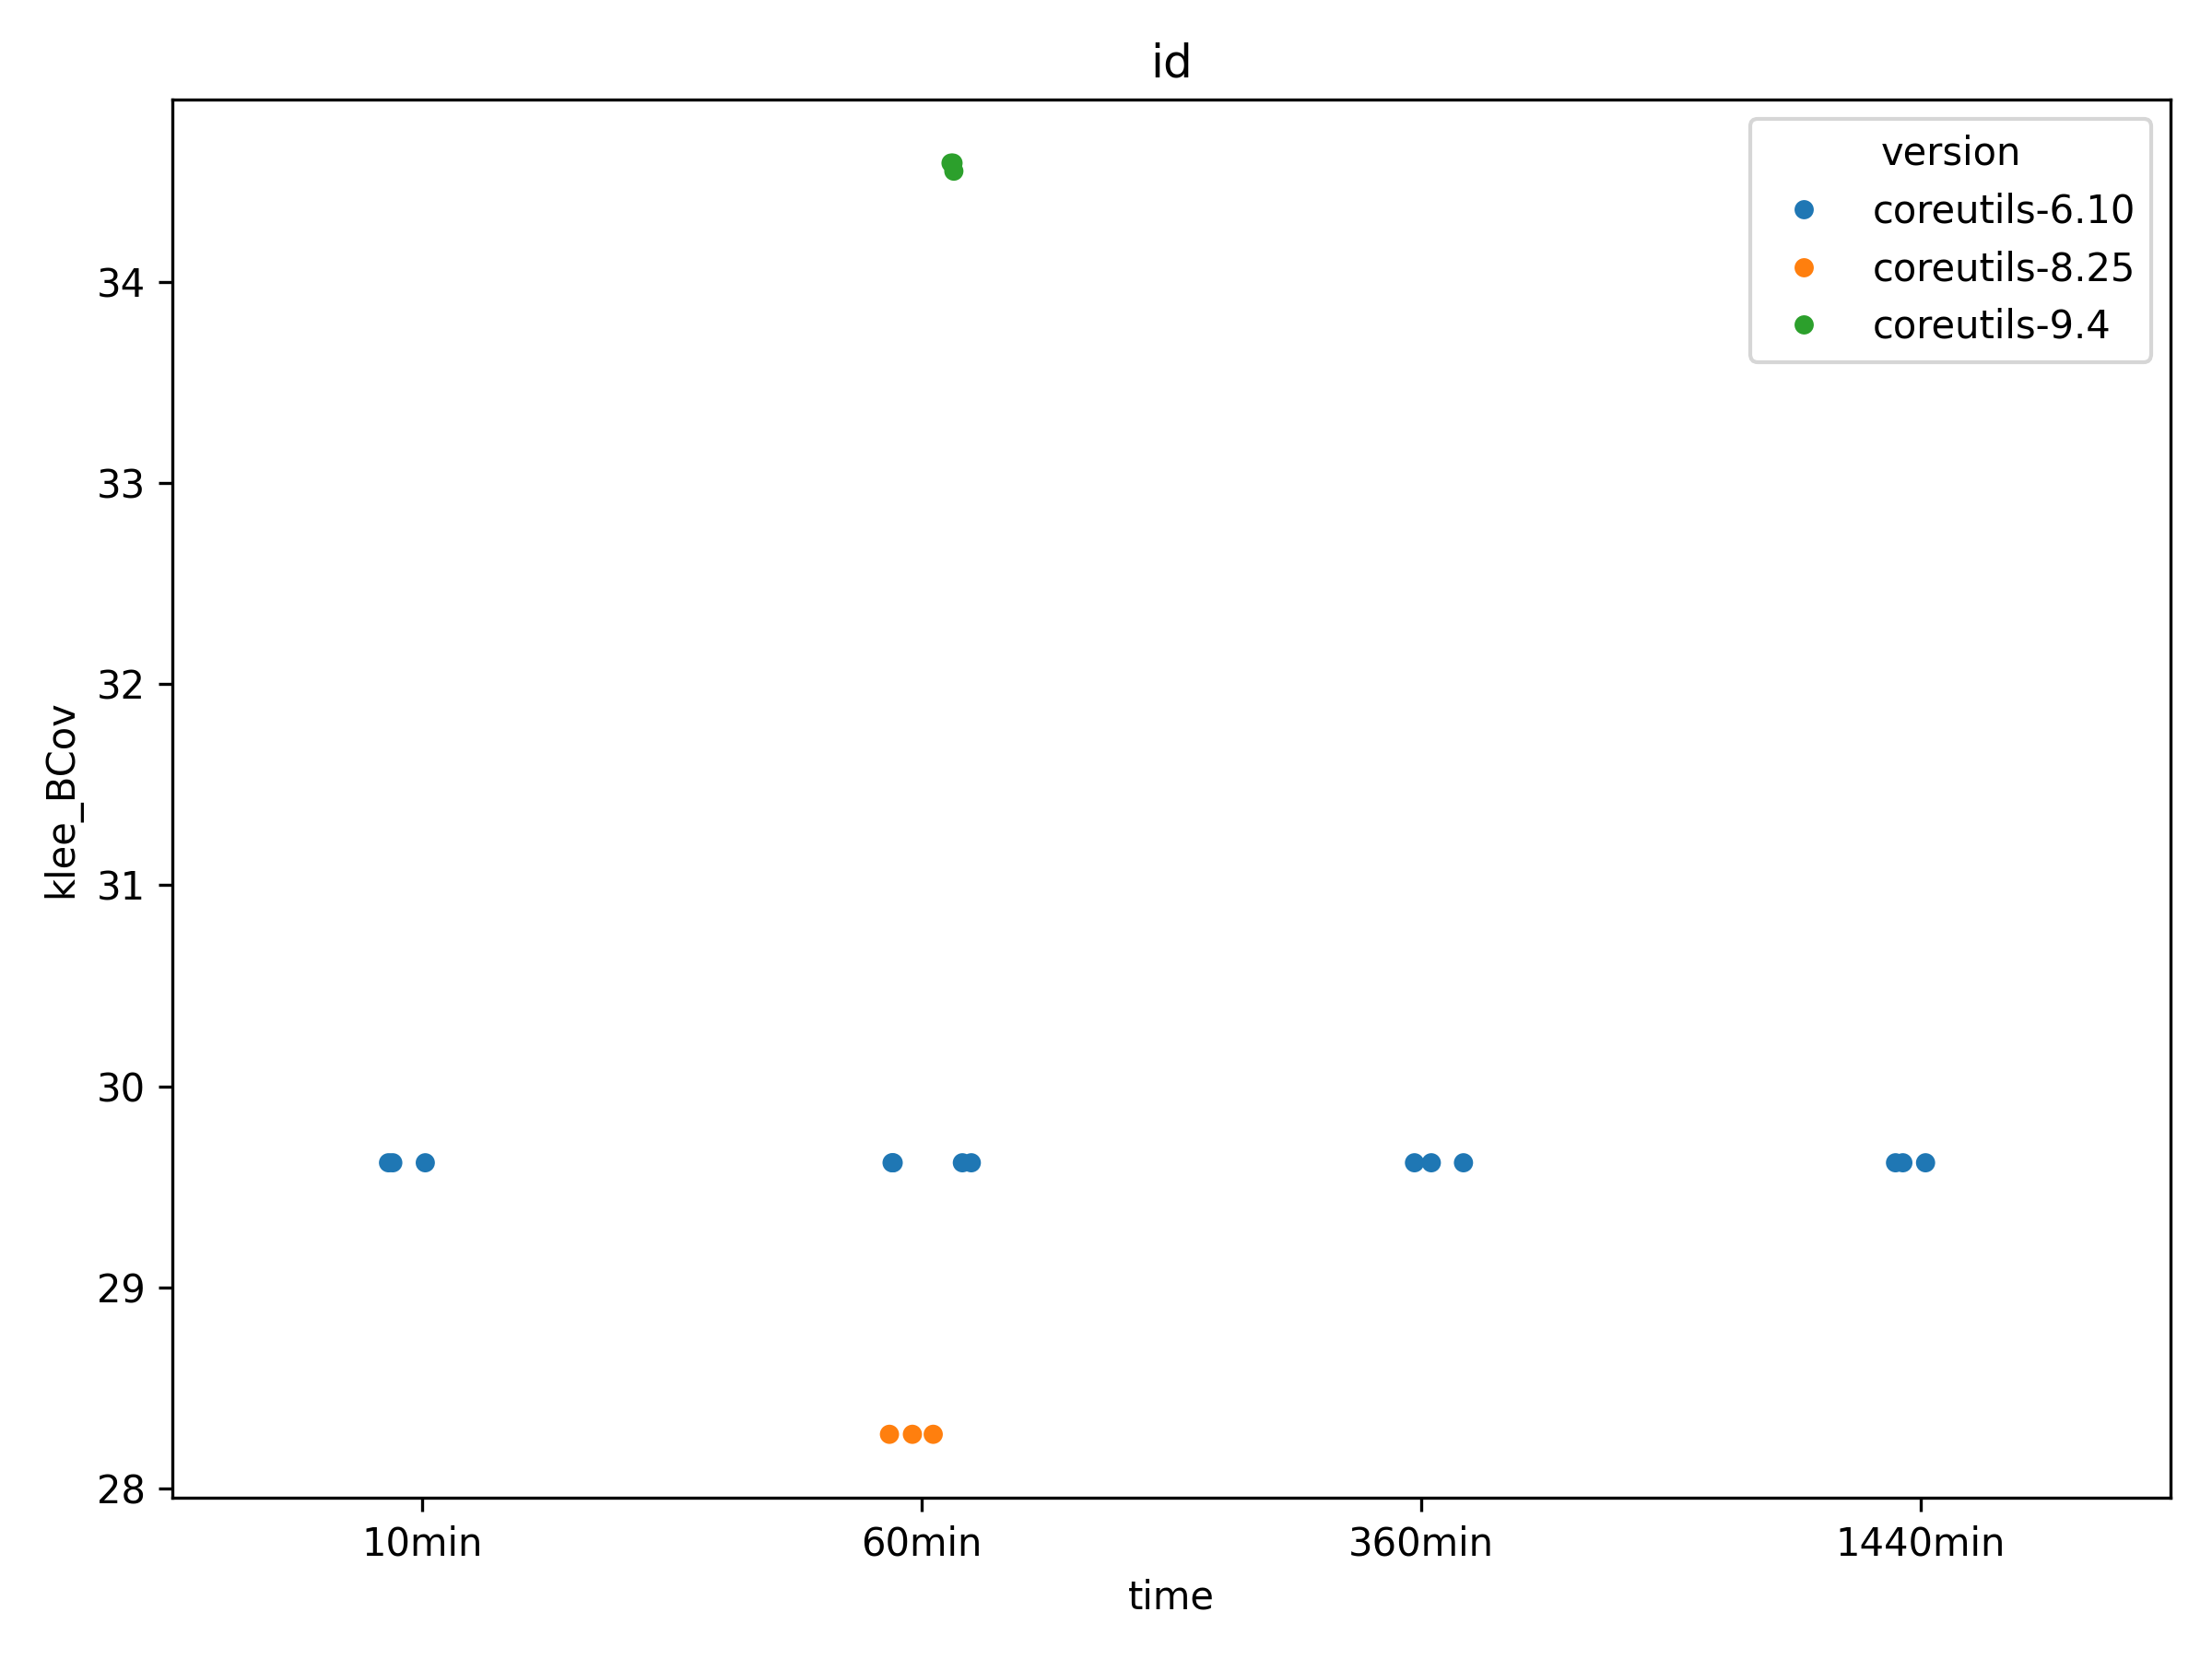 id
version
coreutils-6.10
coreutils-8.25
coreutils-9.4
klee_BCov
34
33
32
31
30
29
28
10min
60min
360min
1440min
time